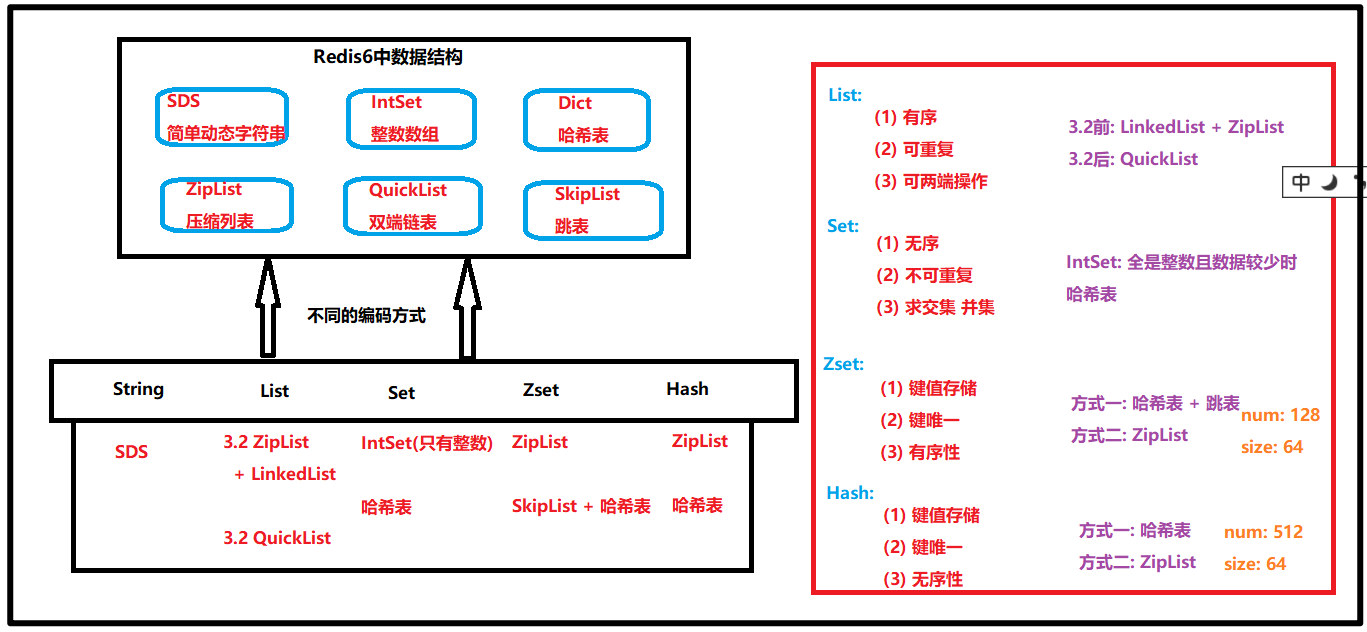 Redis6中数据结构
SDS
简单动态字符串
IntSet
整数数组
Dict
哈希表
ZipList
压缩列表
QuickList
双端链表
SkipList
跳表
不同的编码方式
String List Set Zset Hash
SDS
3.2 ZipList
+ LinkedList
3.2 QuickList
IntSet(只有整数)
哈希表
ZipList
SkipList + 哈希表
ZipList
哈希表
List:
(1) 有序
(2) 可重复
(3) 可两端操作
3.2前: LinkedList + ZipList
3.2后: QuickList
中
Set:
(1) 无序
(2) 不可重复
(3) 求交集 并集
IntSet: 全是整数且数据较少时
哈希表
Zset:
(1) 键值存储
(2) 键唯一
(3) 有序性
方式一: 哈希表 + 跳表
方式二: ZipList
num: 128
size: 64
Hash:
(1) 键值存储
(2) 键唯一
(3) 无序性
方式一: 哈希表
方式二: ZipList
num: 512
size: 64